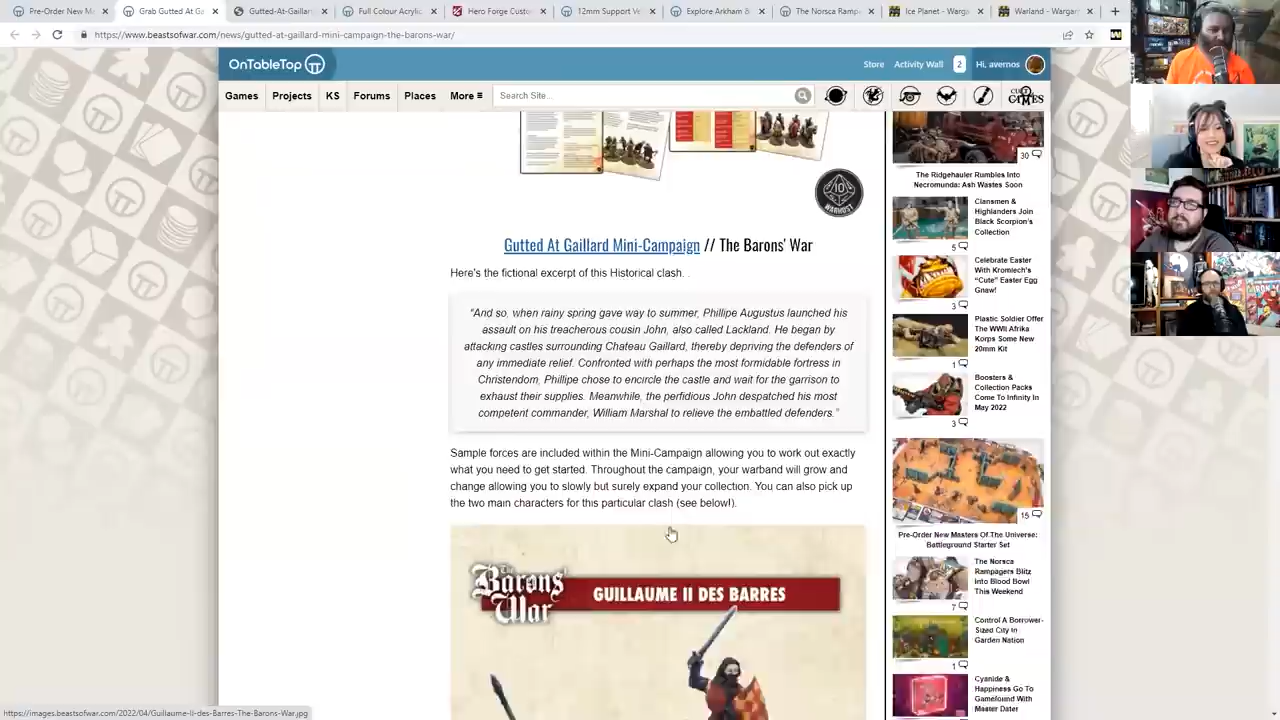 Pre-Order New M
Grab Gutted At Ga
Gutted-At-Gaillar
Full Colour Acrylic
Hero Forge Custo
12mm Support Ve
Explore Arkham B
The Norsca Ramp
Ice Planet - Warga
Warland - Wargan
https://www.beastsofwar.com/news/gutted-at-gaillard-mini-campaign-the-barons-war/
OnTableTop
Store
Activity Wall
2
Hi, avernos
Games
Projects
KS
Forums
Places
More ≡
Search Site...
CULT OF GAMES
WARHOST
Gutted At Gaillard Mini-Campaign // The Barons' War
Here's the fictional excerpt of this Historical clash. .
"And so, when rainy spring gave way to summer, Phillipe Augustus launched his
assault on his treacherous cousin John, also called Lackland. He began by
attacking castles surrounding Chateau Gaillard, thereby depriving the defenders of
any immediate relief. Confronted with perhaps the most formidable fortress in
Christendom, Phillipe chose to encircle the castle and wait for the garrison to
exhaust their supplies. Meanwhile, the perfidious John despatched his most
competent commander, William Marshal to relieve the embattled defenders."
Sample forces are included within the Mini-Campaign allowing you to work out exactly
what you need to get started. Throughout the campaign, your warband will grow and
change allowing you to slowly but surely expand your collection. You can also pick up
the two main characters for this particular clash (see below!).
Barons War
GUILLAUME II DES BARRES
30
The Ridgehauler Rumbles Into
Necromunda: Ash Wastes Soon
Clansmen &
Highlanders Join
Black Scorpion's
Collection
5
Celebrate Easter
With Kromlech's
"Cute" Easter Egg
Gnaw!
3
Plastic Soldier Offer
The WWII Afrika
Korps Some New
20mm Kit
1
Boosters &
Collection Packs
Come To Infinity In
May 2022
3
15
Pre-Order New Masters Of The Universe:
Battleground Starter Set
The Norsca
Rampagers Blitz
Into Blood Bowl
This Weekend
7
Control A Borrower-
Sized City In
Garden Nation
1
Cyanide &
Happiness Go To
Gamefound With
Master Dater
https://images.beastsofwar.com/2022/04/Guillaume-II-des-Barres-The-Barons-War.jpg